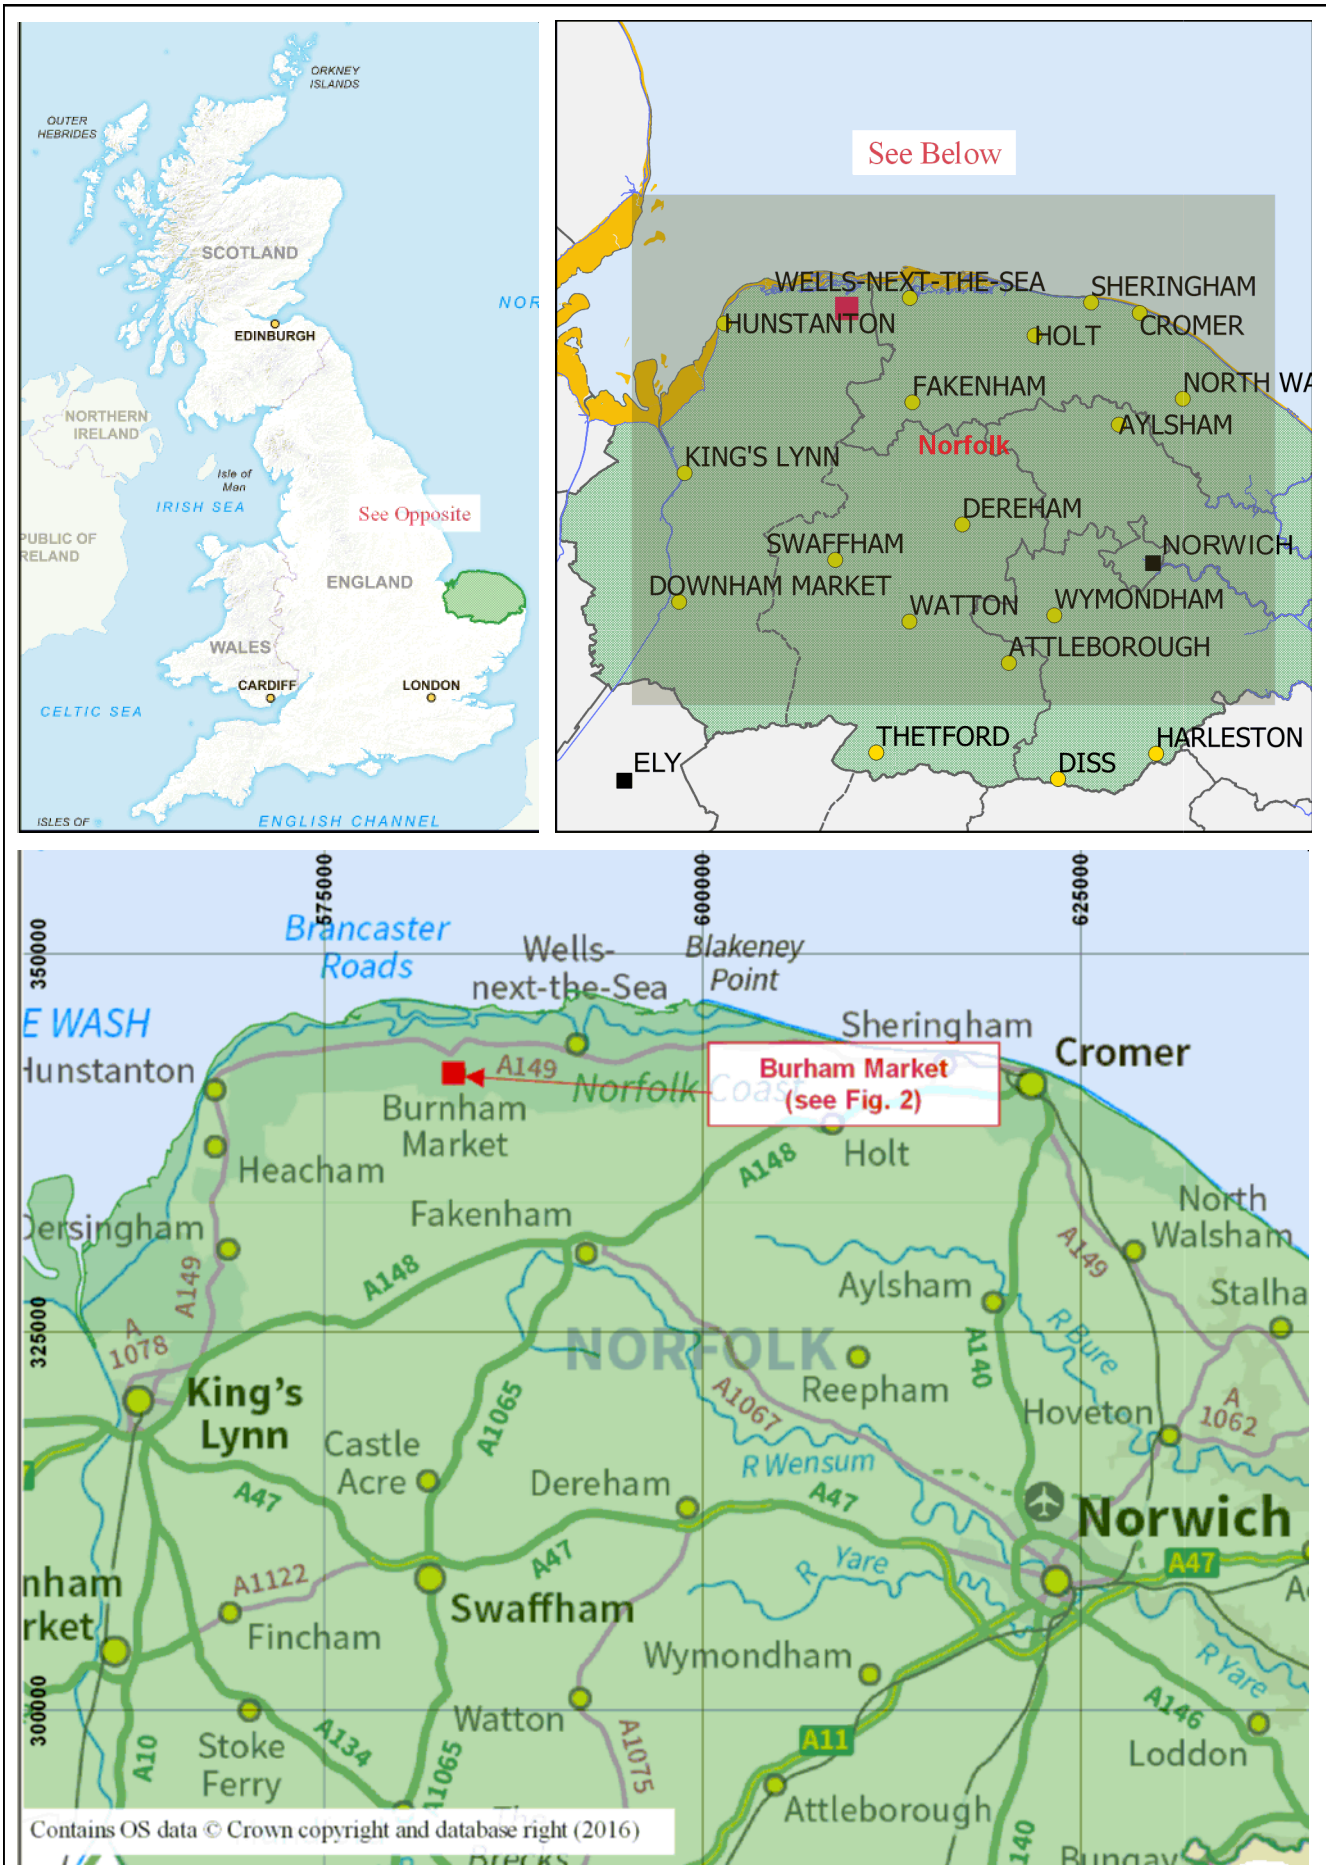 ORKNEY
ISLANDS
OUTER
HEBRIDES
SCOTLAND
NOR
EDINBURGH
NORTHERN
IRELAND
Isle of
Man
IRISH SEA
See Opposite
PUBLIC OF
RELAND
ENGLAND
WALES
CARDIFF
LONDON
CELTIC SEA
ISLES OF
ENGLISH CHANNEL
See Below
WELLS-NEXT-THE-SEA
SHERINGHAM
HUNSTANTON
CROMER
HOLT
FAKENHAM
NORTH WA
AYLSHAM
Norfolk
KING'S LYNN
DEREHAM
SWAFFHAM
NORWICH
DOWNHAM MARKET
WATTON
WYMONDHAM
ATTLEBOROUGH
THETFORD
HARLESTON
ELY
DISS
575000
600000
625000
350000
Brancaster
Roads
Wells-
next-the-Sea
Blakeney
Point
E WASH
Hunstanton
Sheringham
Cromer
A149
Norfolk Coast
Burham Market
(see Fig. 2)
Burnham
Market
Heacham
A148
Holt
Dersingham
Fakenham
North
Walsham
A149
A149
A148
Aylsham
Stalha
325000
A
1078
NORFOLK
R Bure
A140
King's
Lynn
A1065
A1067
Reepham
Hoveton
A
1062
Castle
Acre
R Wensum
A47
Dereham
A47
Norwich
A47
R Yare
A47
nham
rket
A1122
Swaffham
A
Fincham
Wymondham
R Yare
300000
Watton
A146
Stoke
Ferry
A134
A10
A1065
A1075
A11
Loddon
Attleborough
Contains OS data © Crown copyright and database right (2016)
The
Brecks
140
Bungay